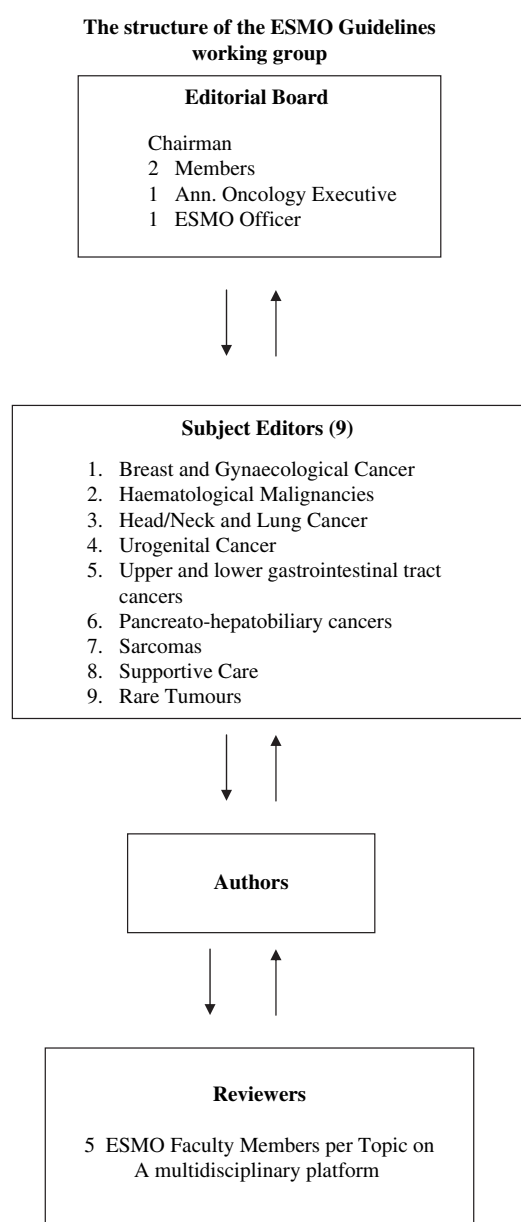 The structure of the ESMO Guidelines
working group
Editorial Board
Chairman
2 Members
1 Ann. Oncology Executive
1 ESMO Officer
Subject Editors (9)
1. Breast and Gynaecological Cancer
2. Haematological Malignancies
3. Head/Neck and Lung Cancer
4. Urogenital Cancer
5. Upper and lower gastrointestinal tract
cancers
6. Pancreato-hepatobiliary cancers
7. Sarcomas
8. Supportive Care
9. Rare Tumours
Authors
Reviewers
5 ESMO Faculty Members per Topic on
A multidisciplinary platform